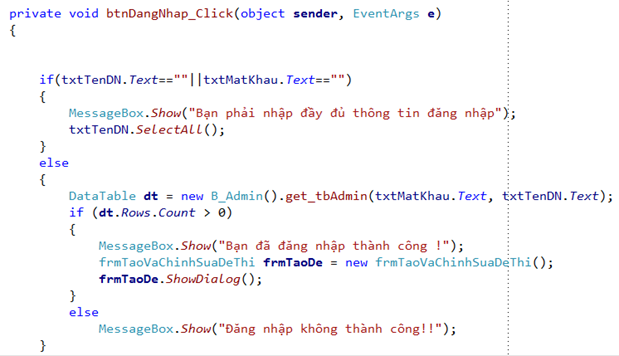 private void btnDangNhap_Click(object sender, EventArgs e)
{
if(txtTenDN.Text==""||txtMatKhau.Text=="")
{
MessageBox.Show("Bạn phải nhập đầy đủ thông tin đăng nhập");
txtTenDN.SelectAll();
}
else
{
DataTable dt = new B_Admin().get_tbAdmin(txtMatKhau.Text, txtTenDN.Text);
if (dt.Rows.Count > 0)
{
MessageBox.Show("Bạn đã đăng nhập thành công !");
frmTaoVaChinhSuaDeThi frmTaoDe = new frmTaoVaChinhSuaDeThi();
frmTaoDe.ShowDialog();
}
else
MessageBox.Show("Đăng nhập không thành công!!");
}